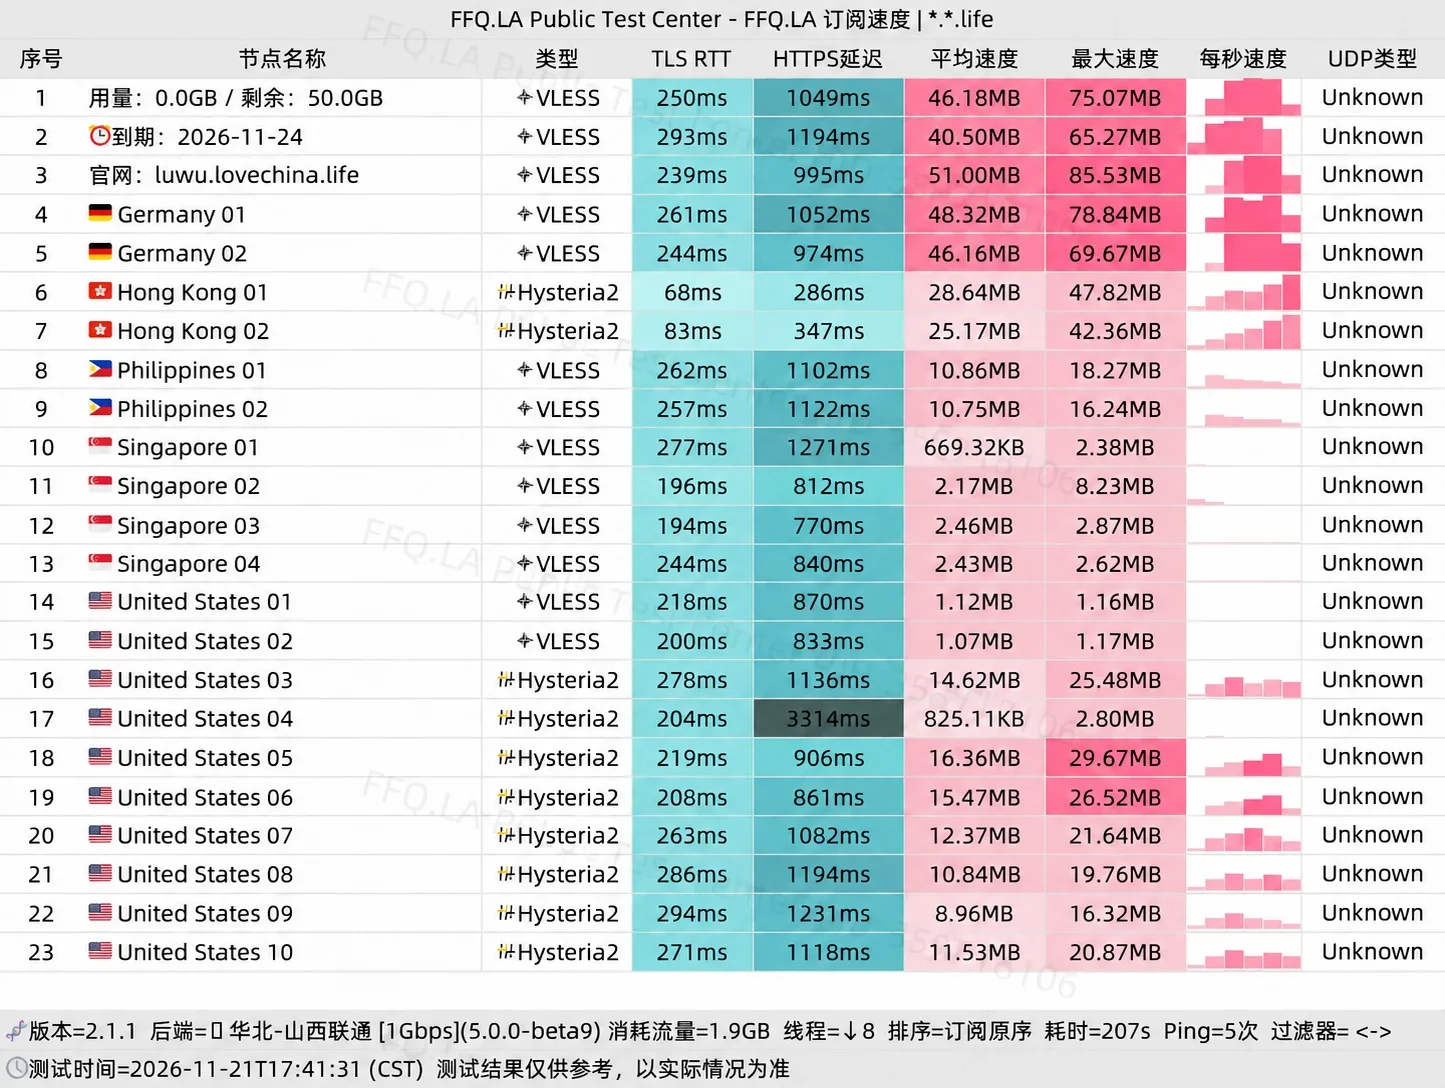 FFQ.LA Public Test Center - FFQ.LA 订阅速度 | *.*.life
序号 节点名称 类型 TLS RTT HTTPS延迟 平均速度 最大速度 每秒速度 UDP类型
1 用量：0.0GB / 剩余：50.0GB VLESS 250ms 1049ms 46.18MB 75.07MB Unknown
2 ⏰到期：2026-11-24 VLESS 293ms 1194ms 40.50MB 65.27MB Unknown
3 官网：luwu.lovechina.life VLESS 239ms 995ms 51.00MB 85.53MB Unknown
4 Germany 01 VLESS 261ms 1052ms 48.32MB 78.84MB Unknown
5 Germany 02 VLESS 244ms 974ms 46.16MB 69.67MB Unknown
6 Hong Kong 01 Hysteria2 68ms 286ms 28.64MB 47.82MB Unknown
7 Hong Kong 02 Hysteria2 83ms 347ms 25.17MB 42.36MB Unknown
8 Philippines 01 VLESS 262ms 1102ms 10.86MB 18.27MB Unknown
9 Philippines 02 VLESS 257ms 1122ms 10.75MB 16.24MB Unknown
10 Singapore 01 VLESS 277ms 1271ms 669.32KB 2.38MB Unknown
11 Singapore 02 VLESS 196ms 812ms 2.17MB 8.23MB Unknown
12 Singapore 03 VLESS 194ms 770ms 2.46MB 2.87MB Unknown
13 Singapore 04 VLESS 244ms 840ms 2.43MB 2.62MB Unknown
14 United States 01 VLESS 218ms 870ms 1.12MB 1.16MB Unknown
15 United States 02 VLESS 200ms 833ms 1.07MB 1.17MB Unknown
16 United States 03 Hysteria2 278ms 1136ms 14.62MB 25.48MB Unknown
17 United States 04 Hysteria2 204ms 3314ms 825.11KB 2.80MB Unknown
18 United States 05 Hysteria2 219ms 906ms 16.36MB 29.67MB Unknown
19 United States 06 Hysteria2 208ms 861ms 15.47MB 26.52MB Unknown
20 United States 07 Hysteria2 263ms 1082ms 12.37MB 21.64MB Unknown
21 United States 08 Hysteria2 286ms 1194ms 10.84MB 19.76MB Unknown
22 United States 09 Hysteria2 294ms 1231ms 8.96MB 16.32MB Unknown
23 United States 10 Hysteria2 271ms 1118ms 11.53MB 20.87MB Unknown
版本=2.1.1 后端=▯ 华北-山西联通 [1Gbps](5.0.0-beta9) 消耗流量=1.9GB 线程=↓8 排序=订阅原序 耗时=207s Ping=5次 过滤器= <->
测试时间=2026-11-21T17:41:31 (CST) 测试结果仅供参考，以实际情况为准